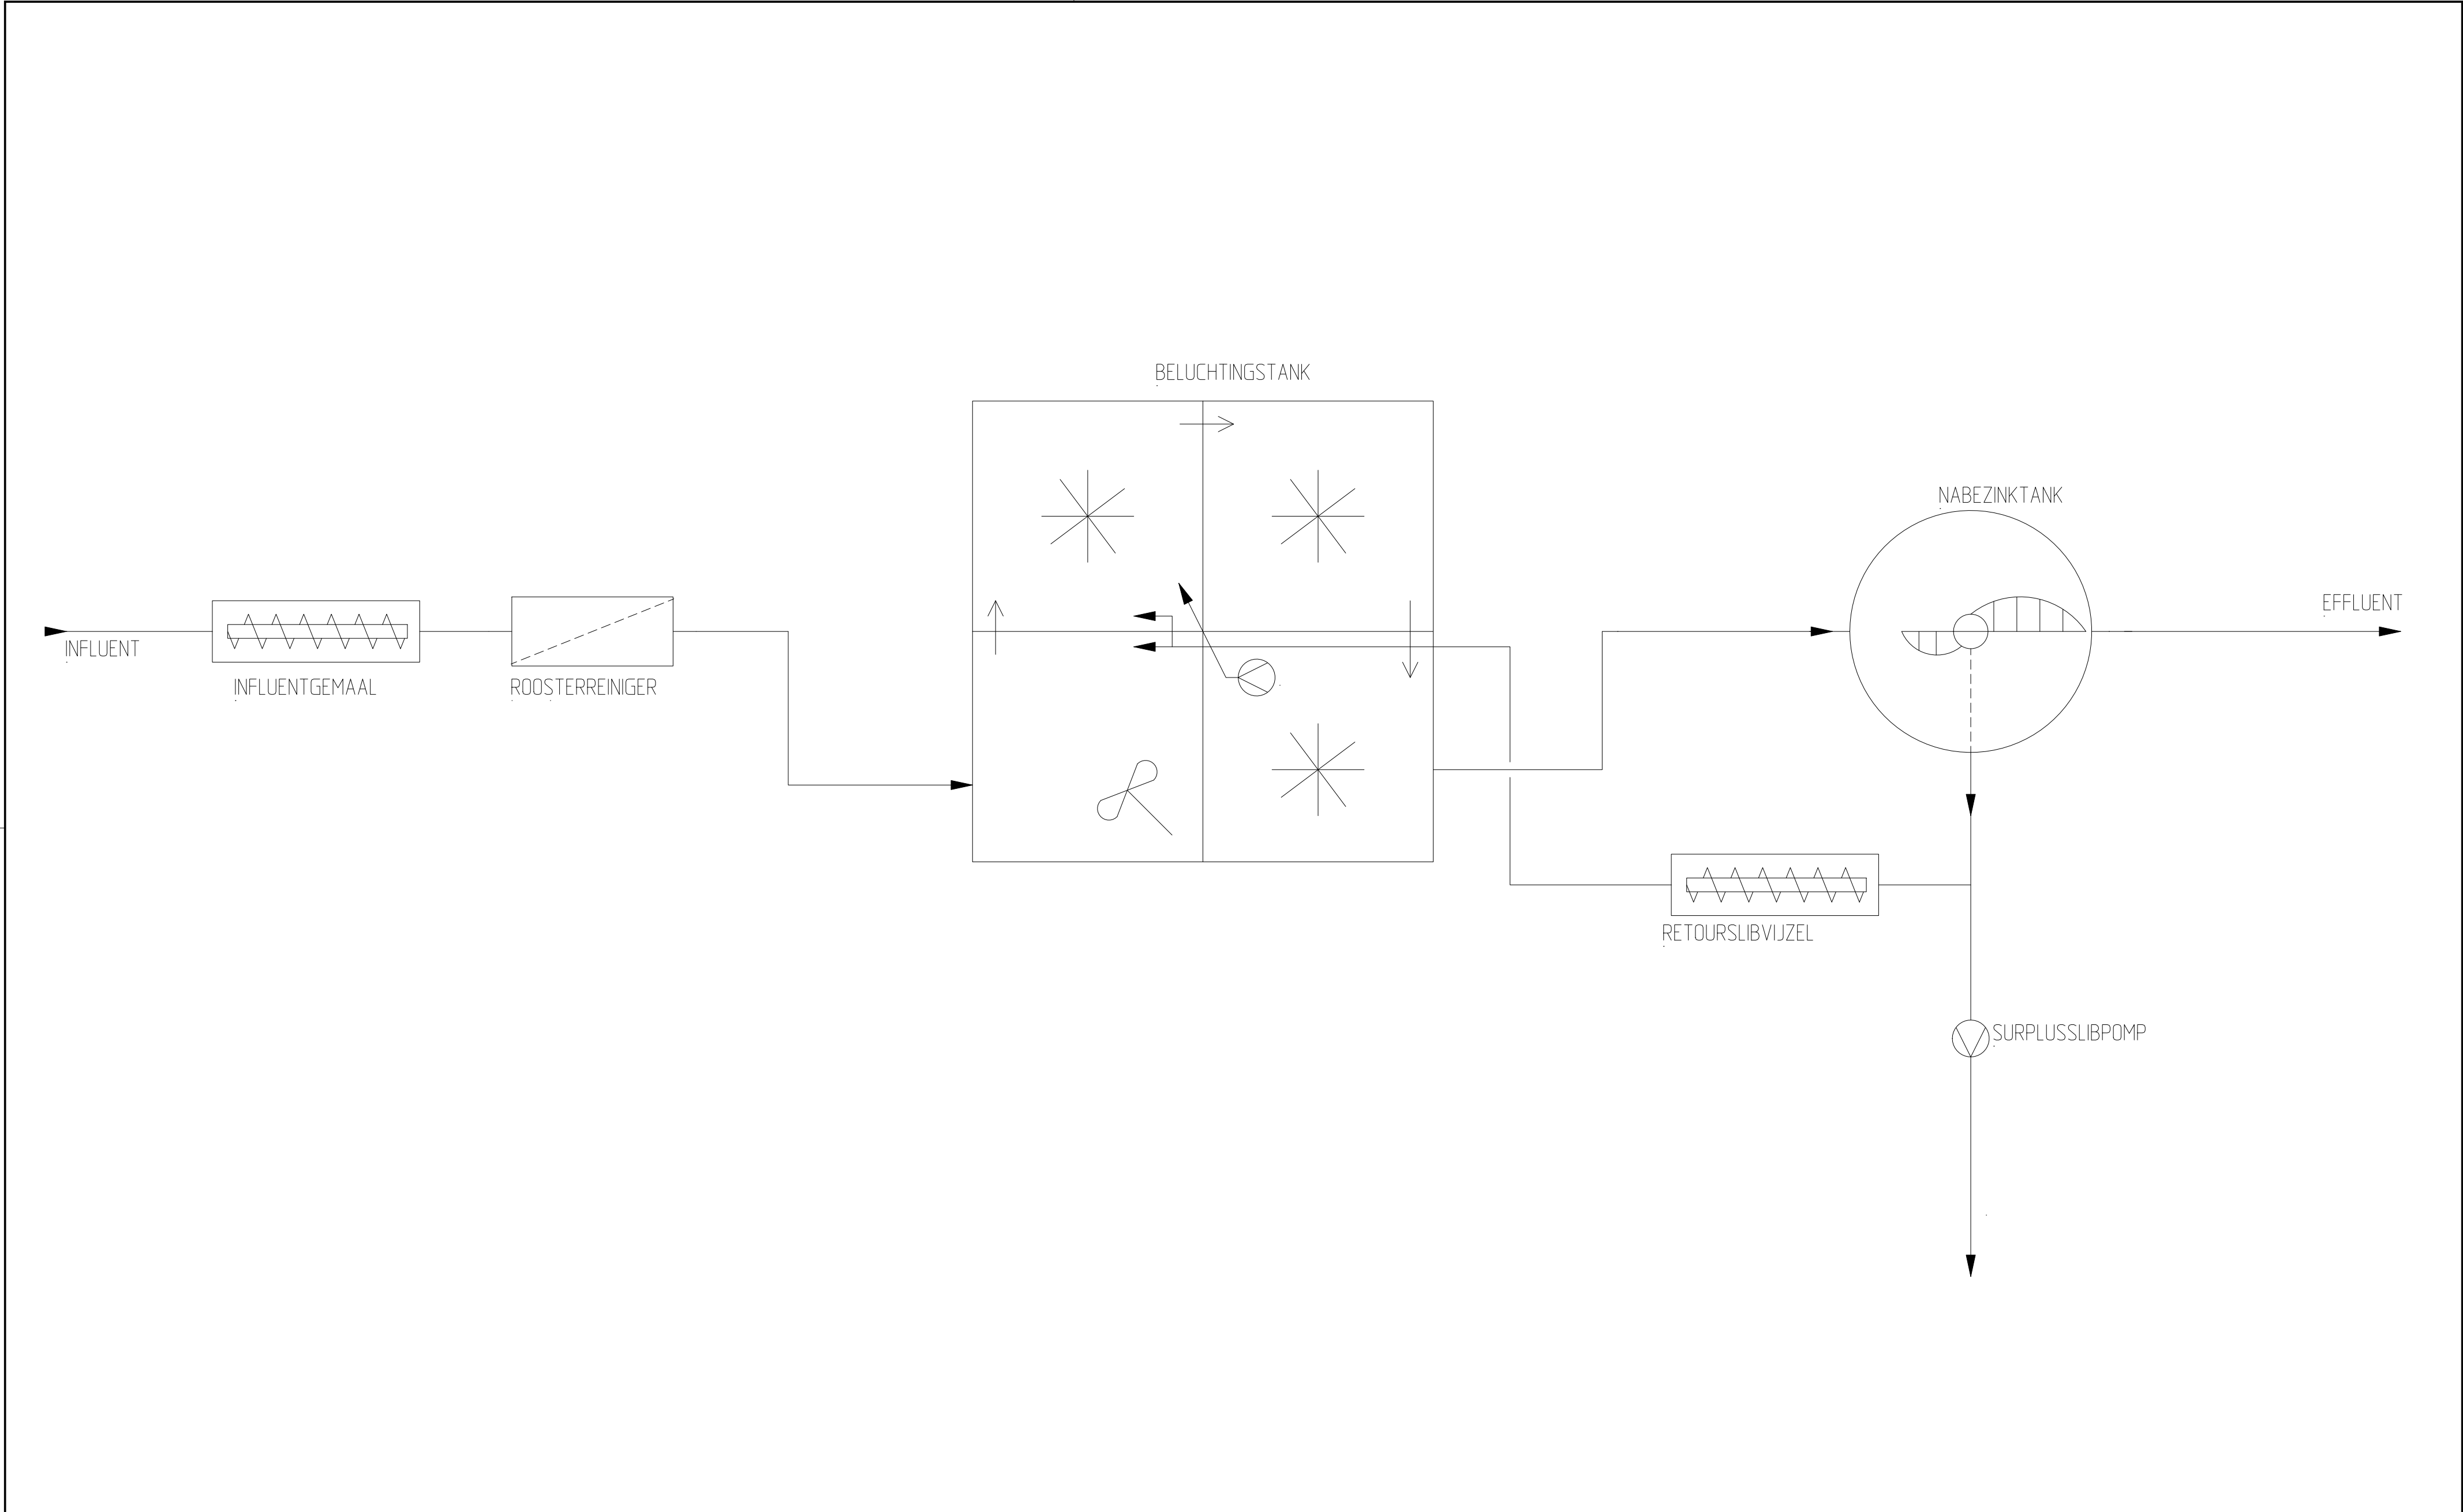 BELUCHTINGSTANK
NABEZINKTANK
EFFLUENT
INFLUENT
INFLUENTGEMAAL
ROOSTERREINIGER
RETOURSLIBVIJZEL
SURPLUSSLIBPOMP